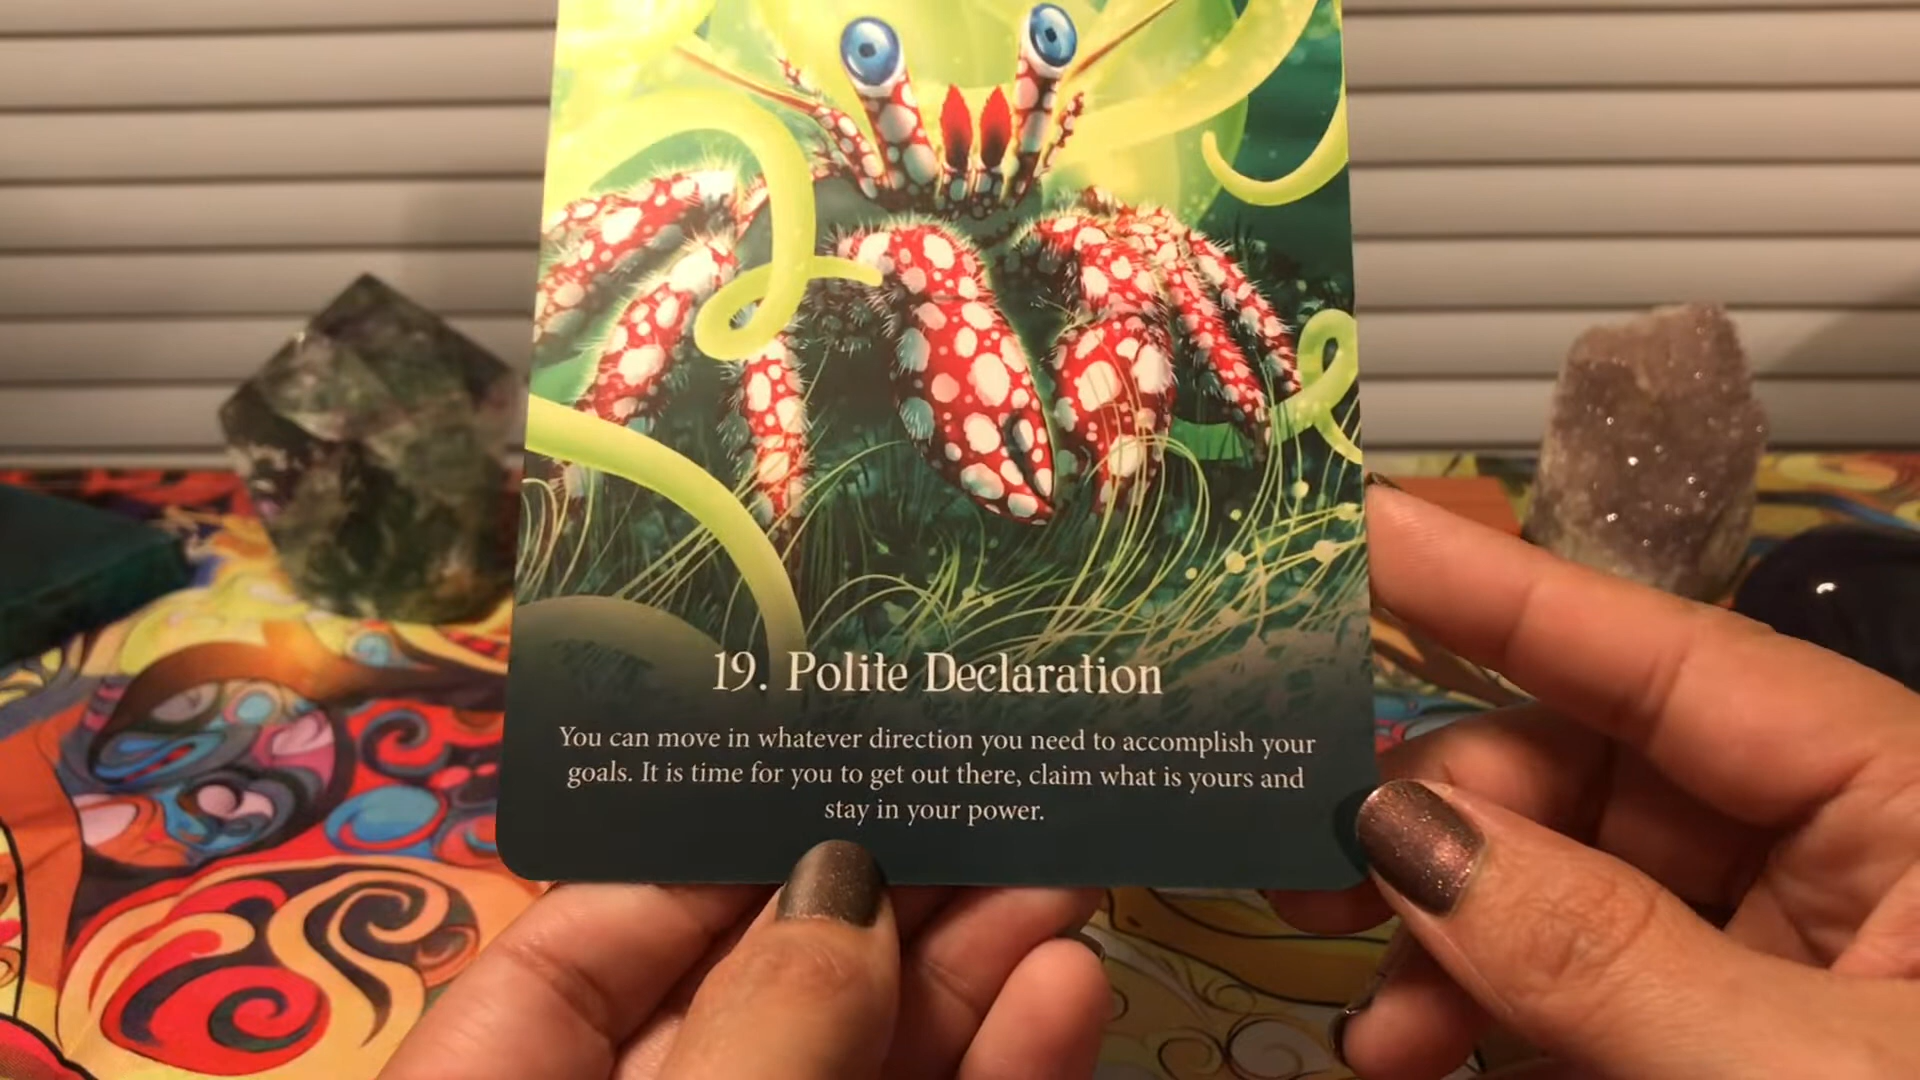 19. Polite Declaration
You can move in whatever direction you need to accomplish your
goals. It is time for you to get out there, claim what is yours and
stay in your power.